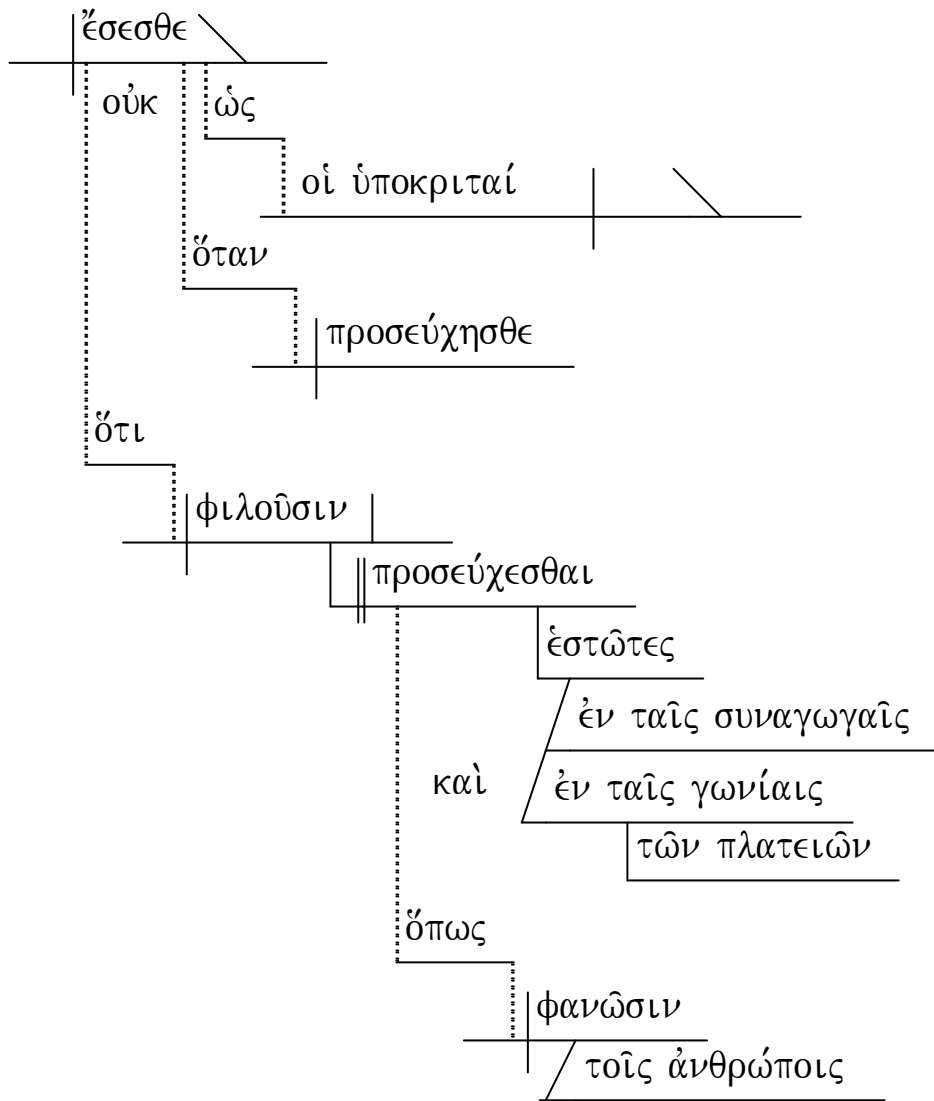 ἔσεσθε
οὐκ ὡς
οἱ ὑποκριταί
ὅταν
προσεύχησθε
ὅτι
φιλοῦσιν
προσεύχεσθαι
ἑστῶτες
ἐν ταῖς συναγωγαῖς
καὶ ἐν ταῖς γωνίαις
τῶν πλατειῶν
ὅπως
φανῶσιν
τοῖς ἀνθρώποις